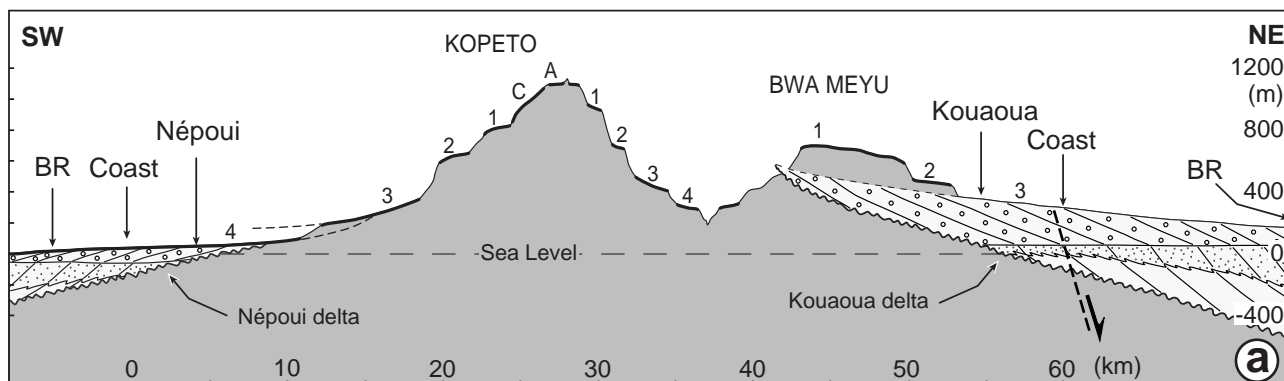 SW
NE
KOPETO
1200
(m)
A
BWA MEYU
C
1
1
Kouaoua
Népoui
1
800
2
2
Coast
BR
Coast
2
BR
3
3
3
400
4
4
0
Sea Level
Népoui delta
Kouaoua delta
-400
0
10
20
30
40
50
60
(km)
a